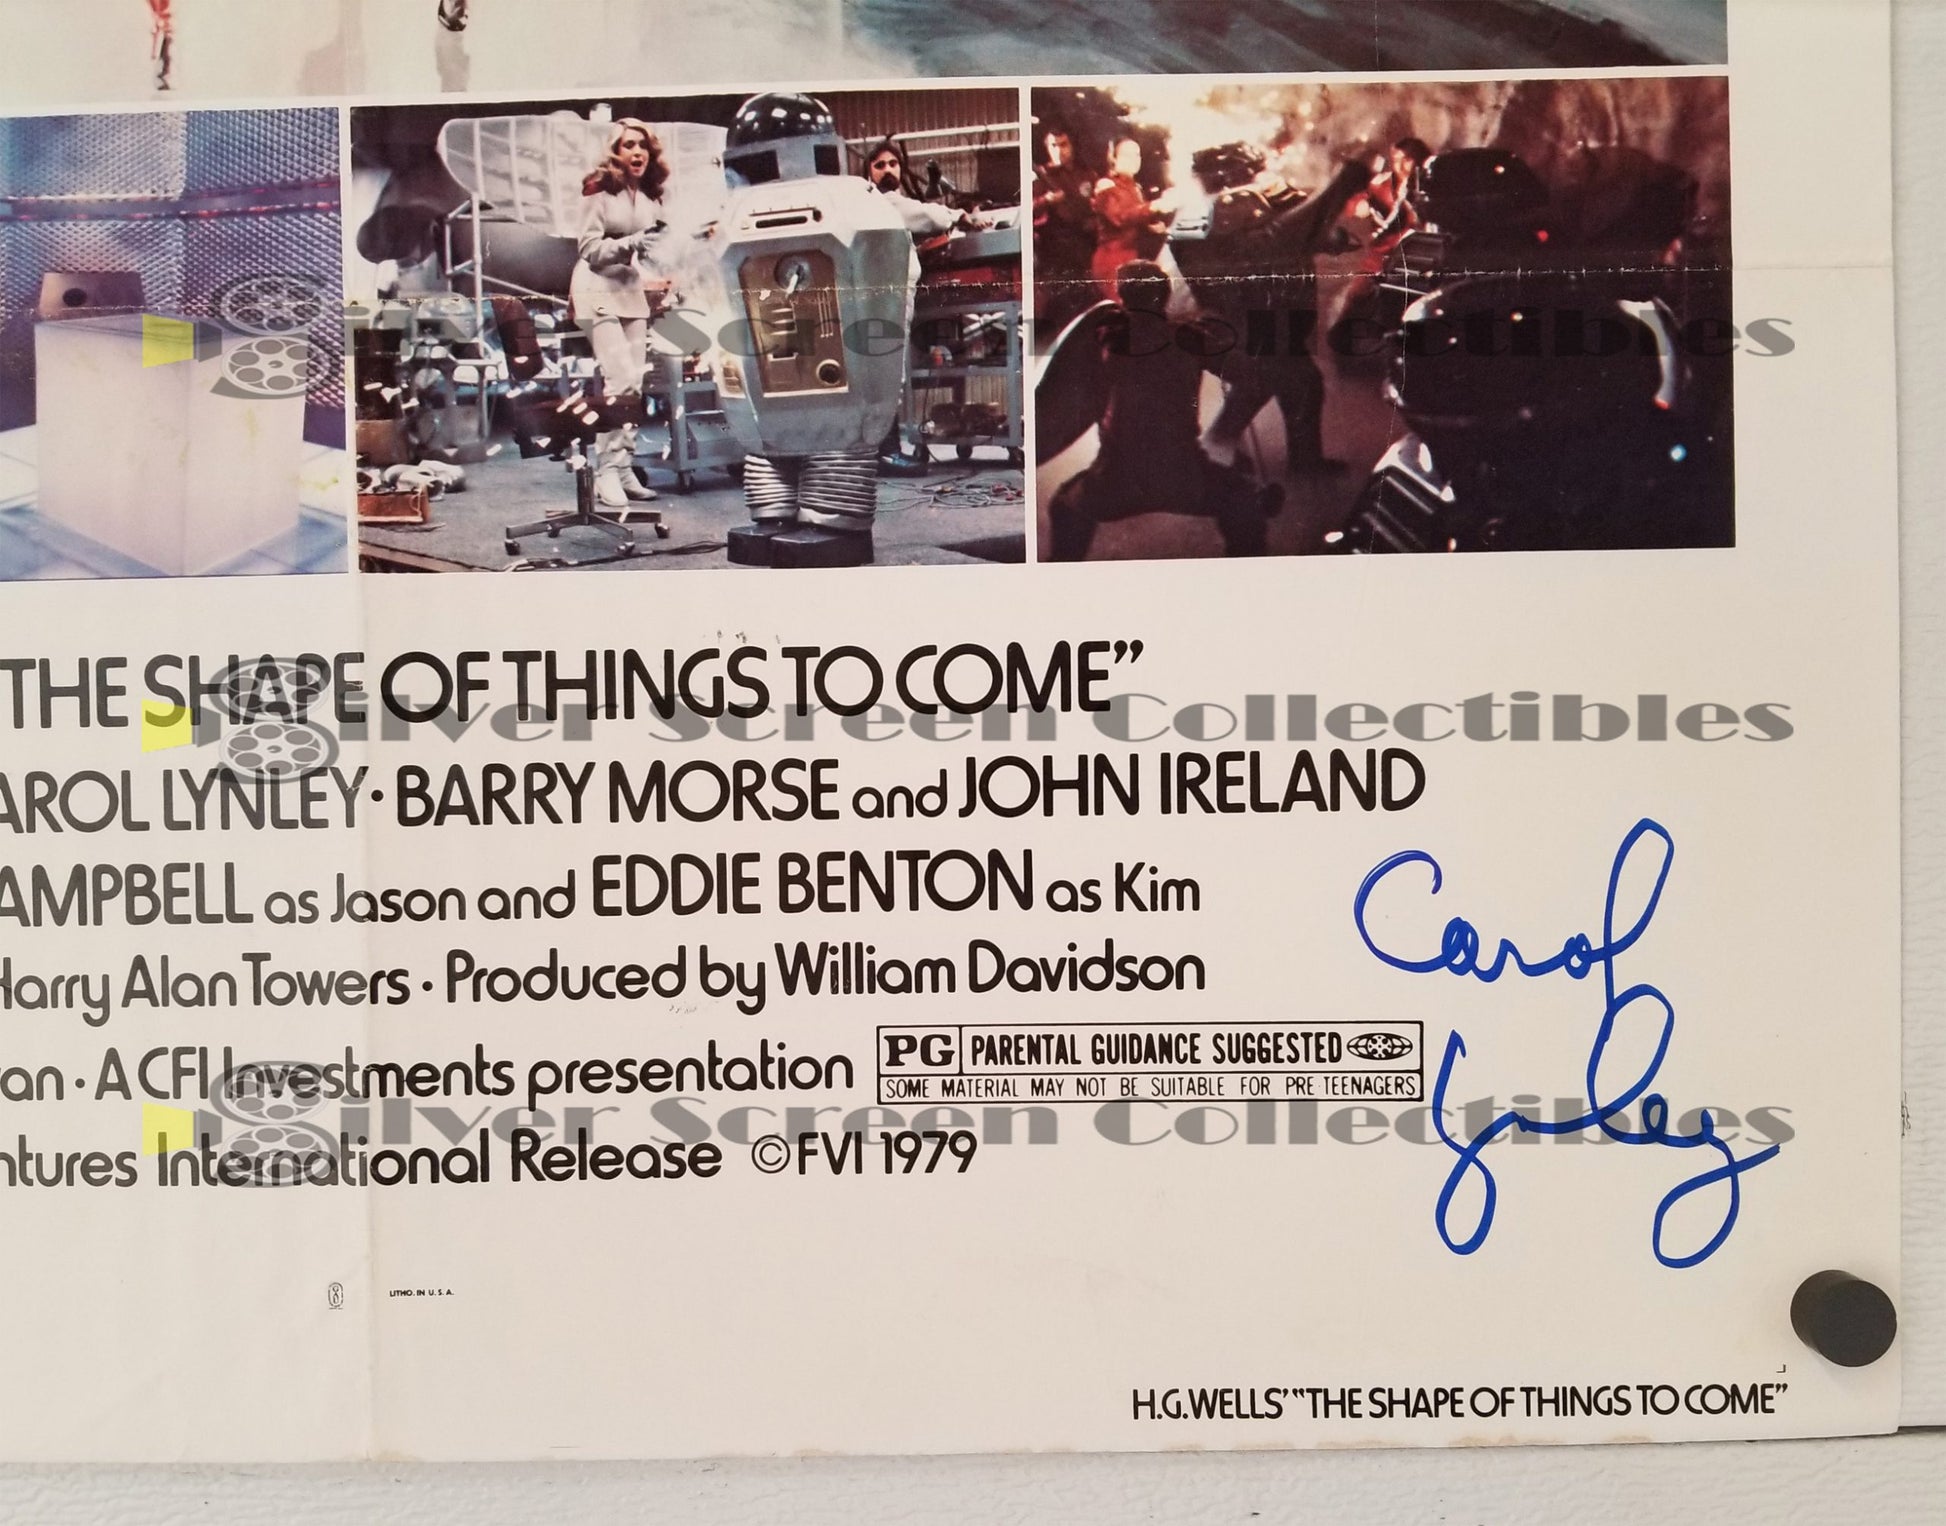 Silver Screen Collectibles
THE SHAPE OF THINGS TO COME”
Silver Screen Collectibles
AROL LYNLEY · BARRY MORSE and JOHN IRELAND
AMPBELL as Jason and EDDIE BENTON as Kim
Carol
Lynley
Harry Alan Towers · Produced by William Davidson
an · A CFI Investments presentation
PG PARENTAL GUIDANCE SUGGESTED
SOME MATERIAL MAY NOT BE SUITABLE FOR PRE TEENAGERS
Silver Screen Collectibles
ntures International Release © FVI 1979
LITHO. IN U.S.A.
H.G. WELLS' “THE SHAPE OF THINGS TO COME”